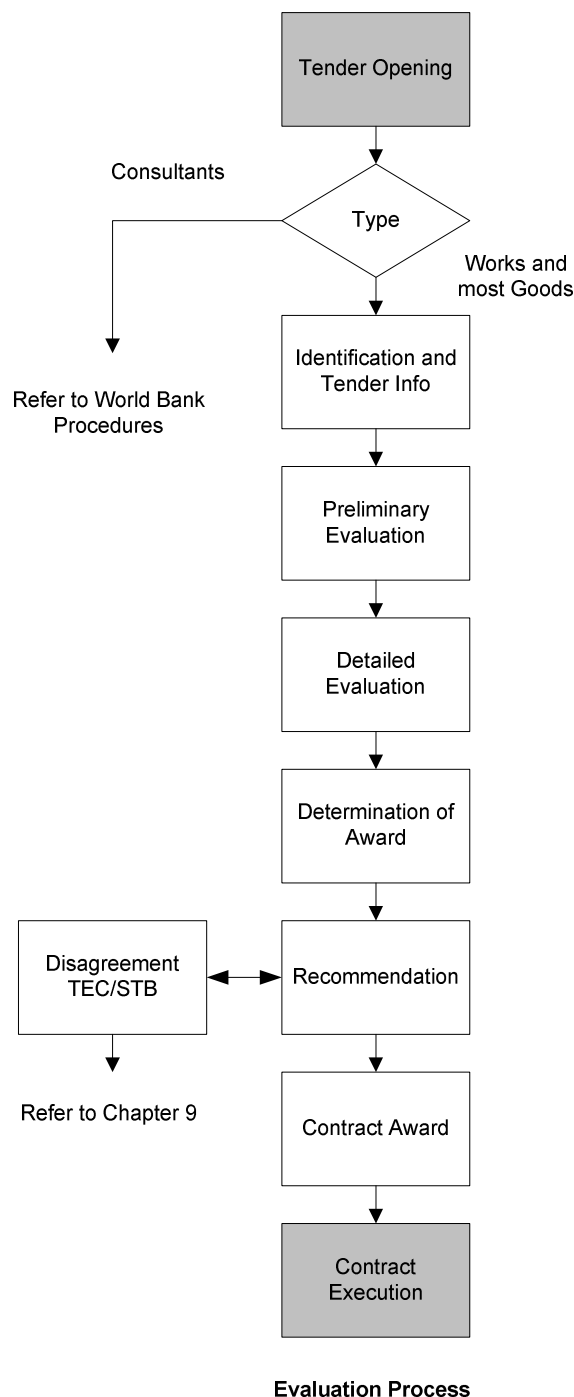 Tender Opening
Consultants
Type
Works and
most Goods
Identification and
Tender Info
Refer to World Bank
Procedures
Preliminary
Evaluation
Detailed
Evaluation
Determination of
Award
Disagreement
TEC/STB
Recommendation
Refer to Chapter 9
Contract Award
Contract
Execution
Evaluation Process